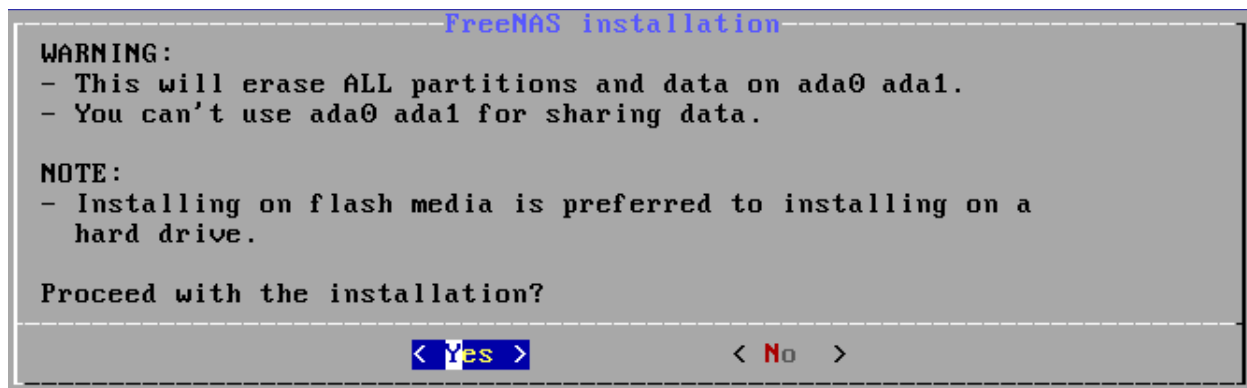 FreeNAS installation
WARNING:
- This will erase ALL partitions and data on ada0 ada1.
- You can't use ada0 ada1 for sharing data.
NOTE:
- Installing on flash media is preferred to installing on a
hard drive.
Proceed with the installation?
< Yes > < No >